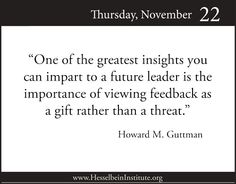 Thursday, November 22
“One of the greatest insights you
can impart to a future leader is the
importance of viewing feedback as
a gift rather than a threat.”
Howard M. Guttman
www.HesselbeinInstitute.org